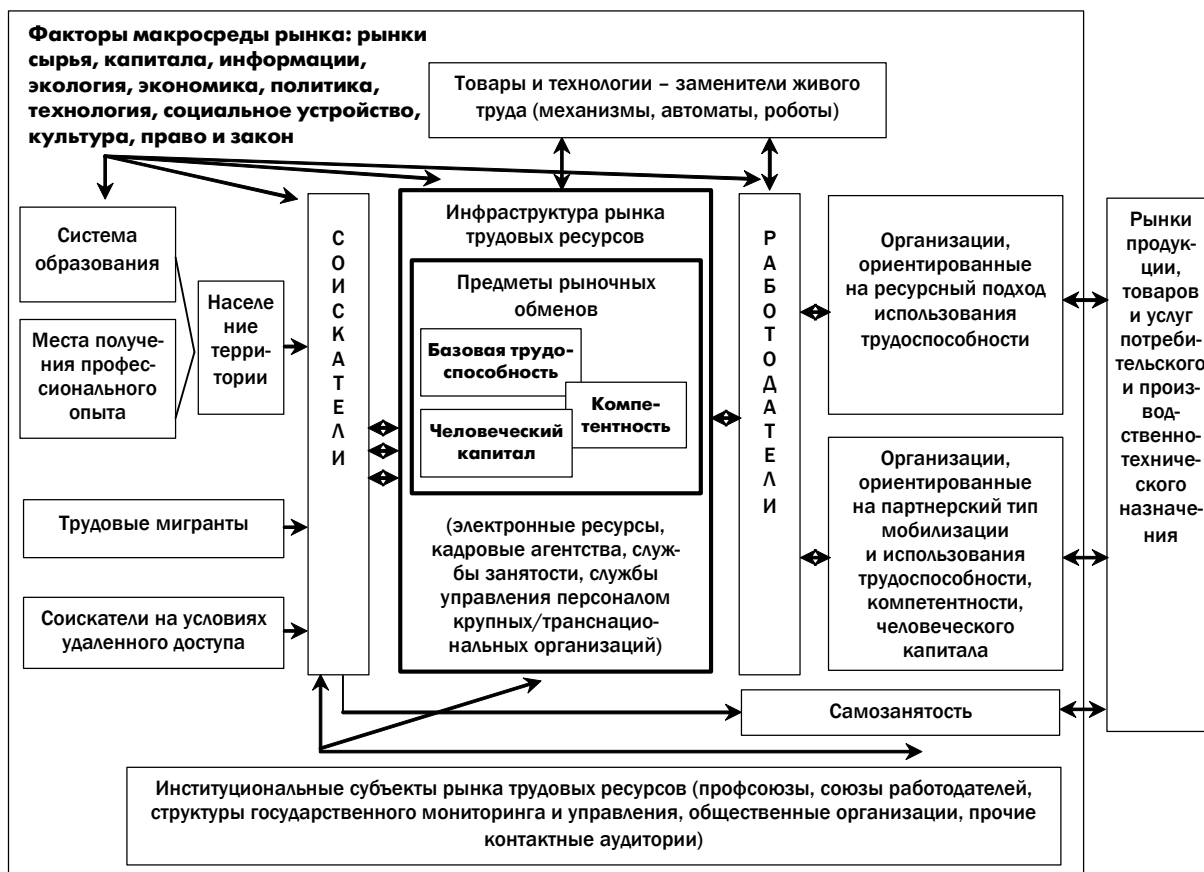 Факторы макросреды рынка: рынки
сырья, капитала, информации,
экология, экономика, политика,
технология, социальное устройство,
культура, право и закон
Товары и технологии – заменители живого
труда (механизмы, автоматы, роботы)
Система
образования
Места получе-
ния профес-
сионального
опыта
Населе
ние
терри-
тории
Трудовые мигранты
Соискатели на условиях
удаленного доступа
С
О
И
С
К
А
Т
Е
Л
И
Инфраструктура рынка
трудовых ресурсов
Предметы рыночных
обменов
Базовая трудо-
способность
Компе-
тентность
Человеческий
капитал
(электронные ресурсы,
кадровые агентства, служ-
бы занятости, службы
управления персоналом
крупных/транснацио-
нальных организаций)
Р
А
Б
О
Т
О
Д
А
Т
Е
Л
И
Организации,
ориентированные
на ресурсный подход
использования
трудоспособности
Организации,
ориентированные
на партнерский тип
мобилизации
и использования
трудоспособности,
компетентности,
человеческого
капитала
Самозанятость
Рынки
продук-
ции,
товаров
и услуг
потреби-
тельского
и произ-
водс-
твенно-
техниче-
ского
назначе-
ния
Институциональные субъекты рынка трудовых ресурсов (профсоюзы, союзы работодателей,
структуры государственного мониторинга и управления, общественные организации, прочие
контактные аудитории)